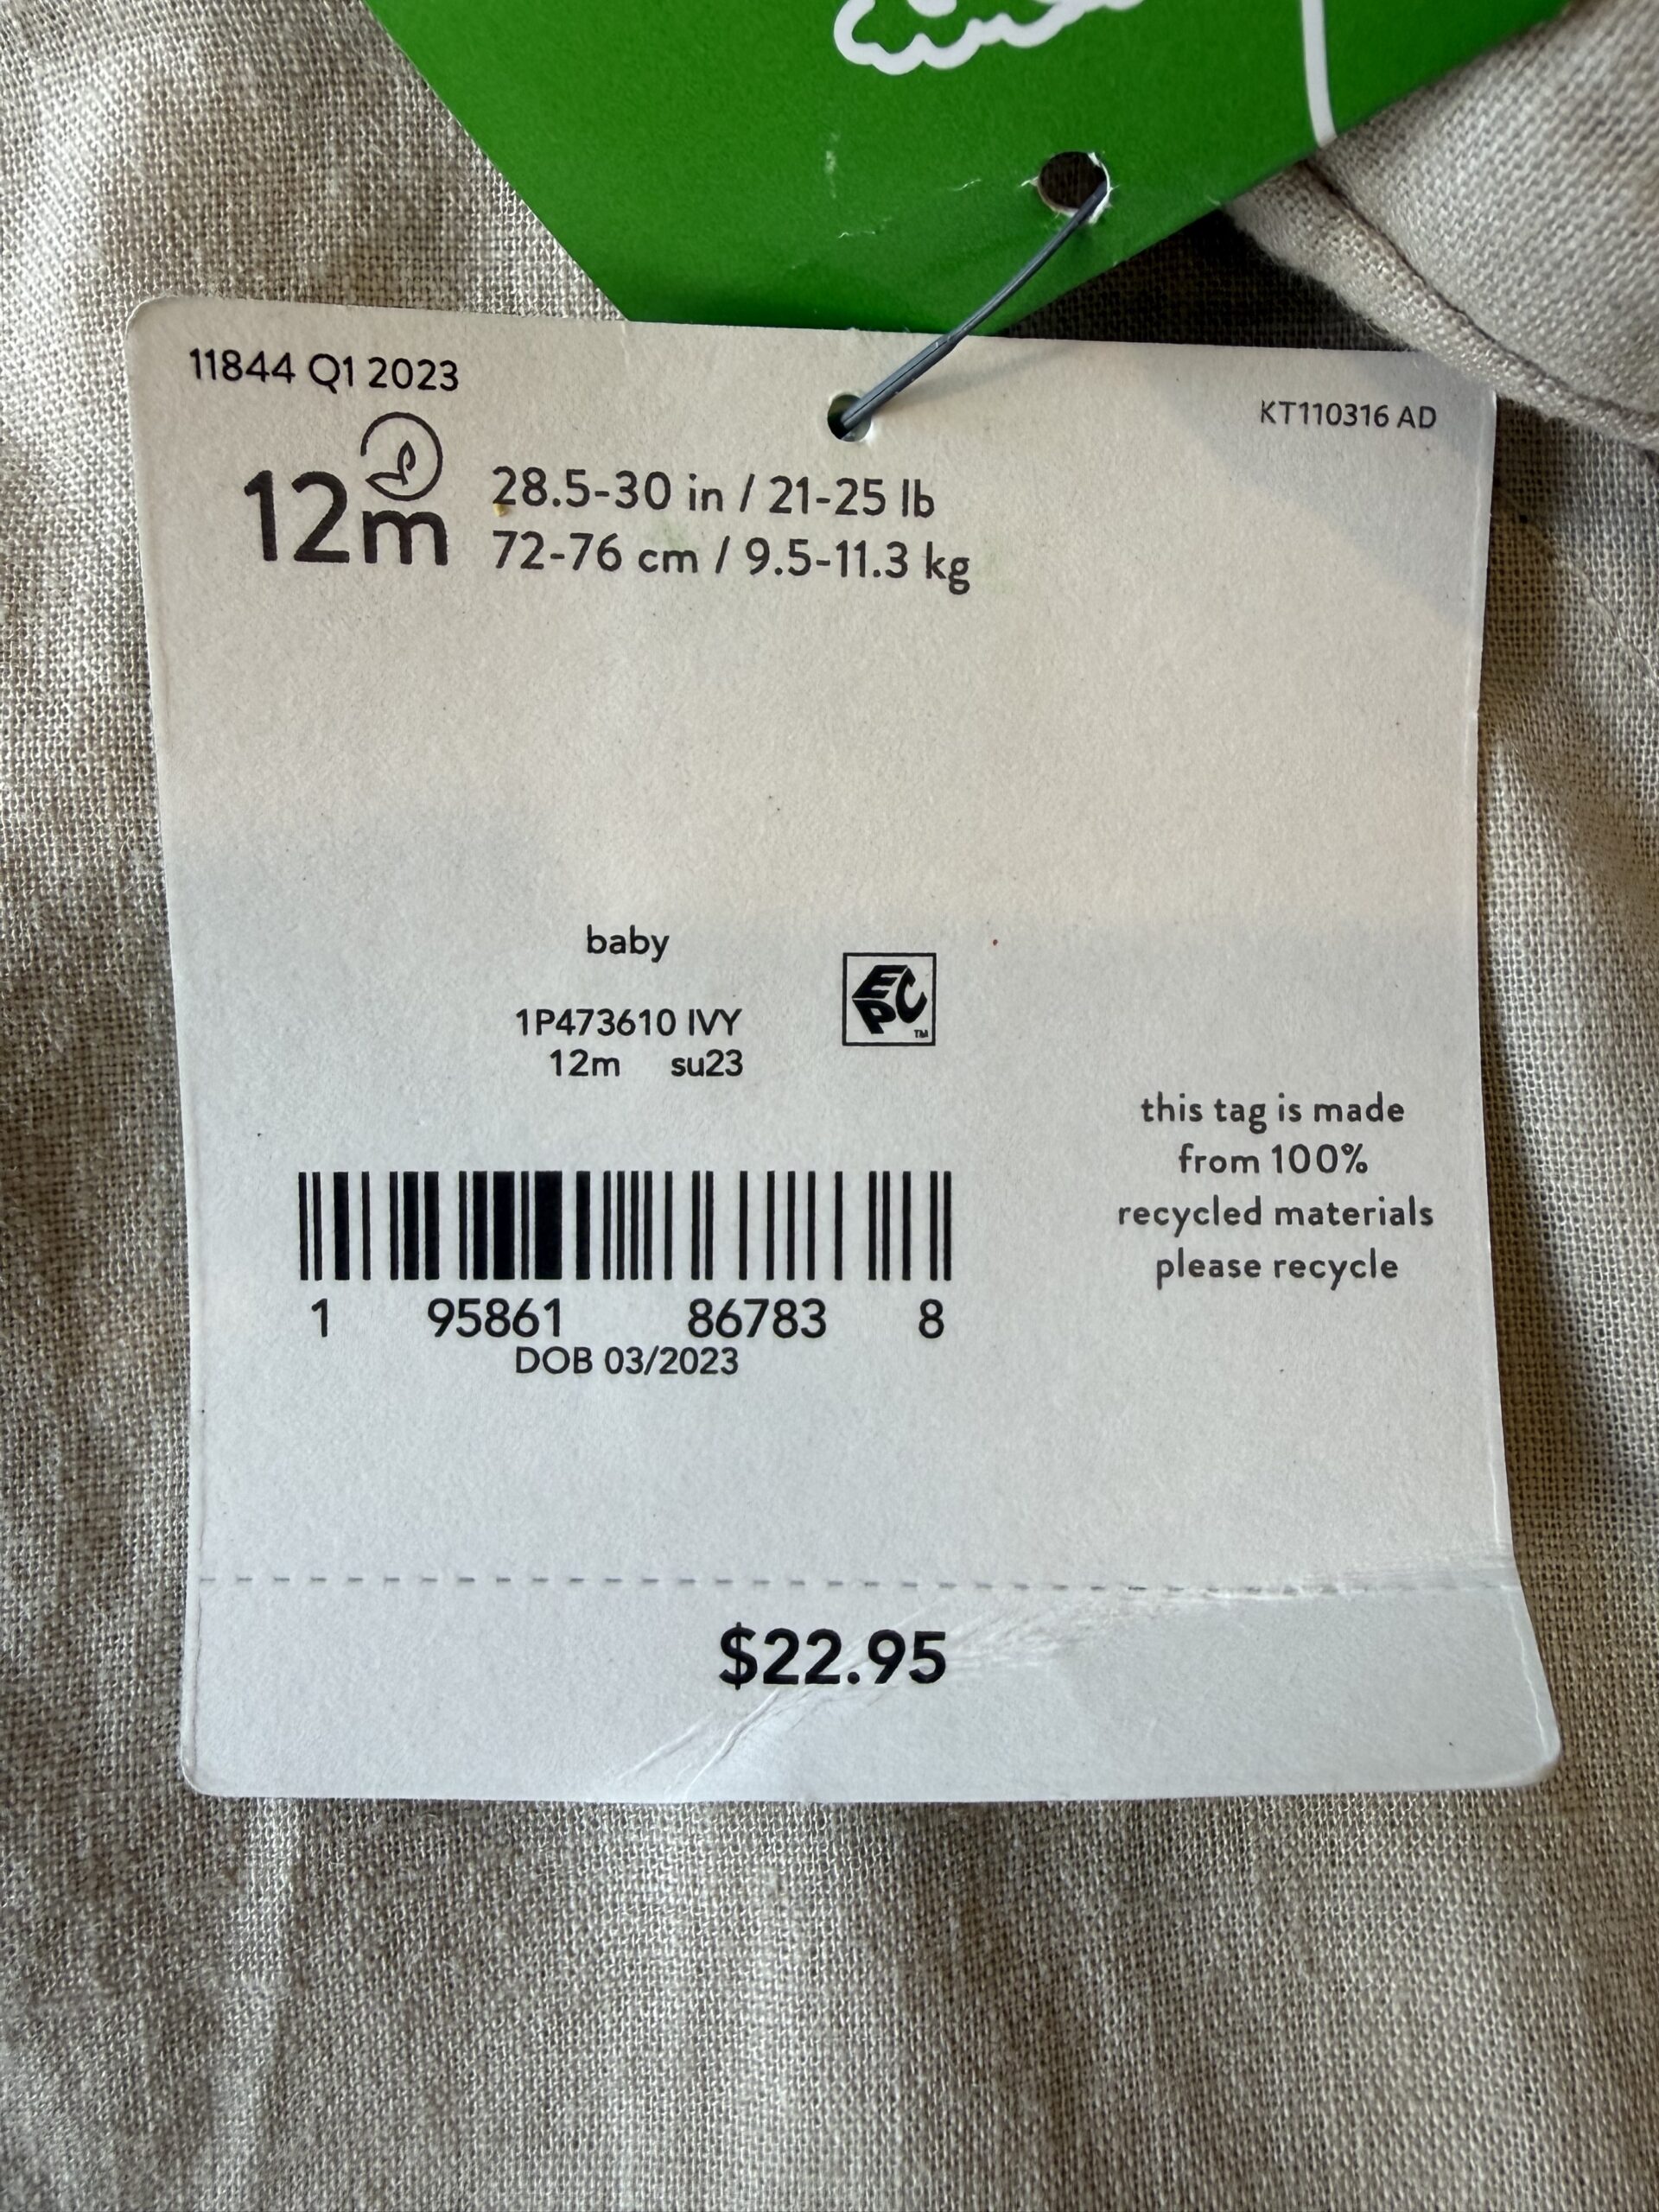 11844 Q1 2023
KT110316 AD
12m
28.5-30 in / 21-25 lb
72-76 cm / 9.5-11.3 kg
baby
1P473610 IVY
12m su23
EPC
TM
this tag is made
from 100%
recycled materials
please recycle
1 95861 86783 8
DOB 03/2023
$22.95